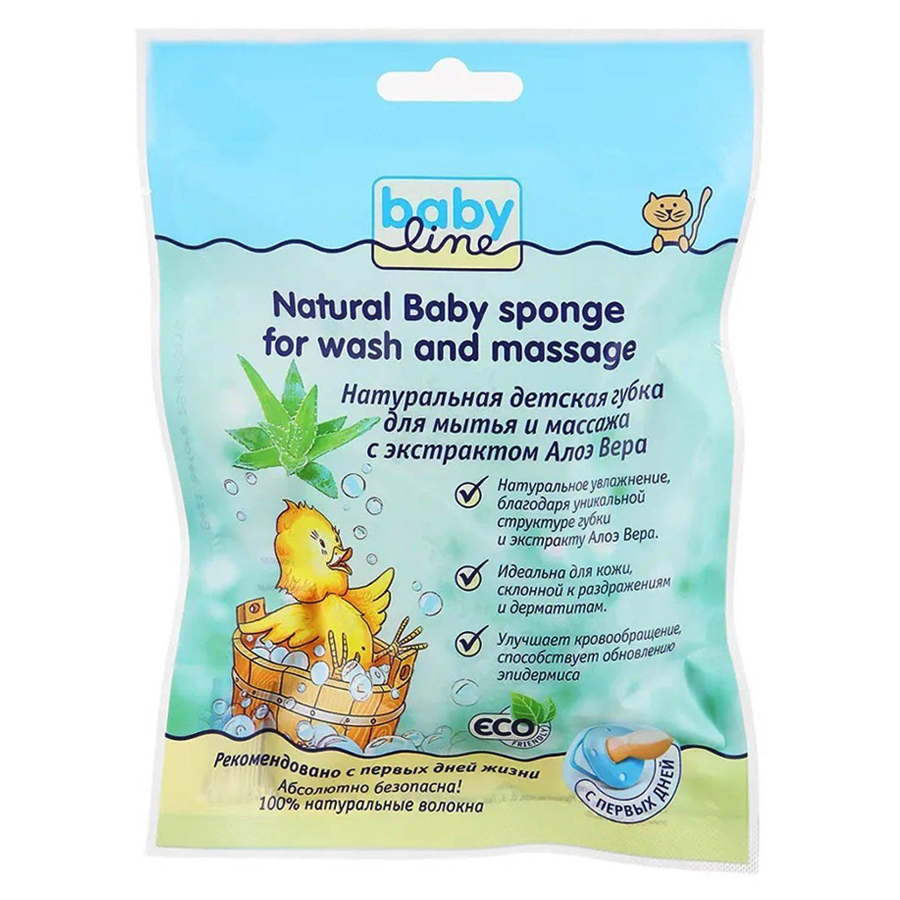 baby
line
Natural Baby sponge
for wash and massage
Натуральная детская губка
для мытья и массажа
с экстрактом Алоэ Вера
Натуральное увлажнение,
благодаря уникальной
структуре губки
и экстракту Алоэ Вера.
Идеальна для кожи,
склонной к раздражениям
и дерматитам.
Улучшает кровообращение,
способствует обновлению
эпидермиса
ECO
FRIENDLY
Рекомендовано с первых дней жизни
Абсолютно безопасна!
100% натуральные волокна
С ПЕРВЫХ ДНЕЙ